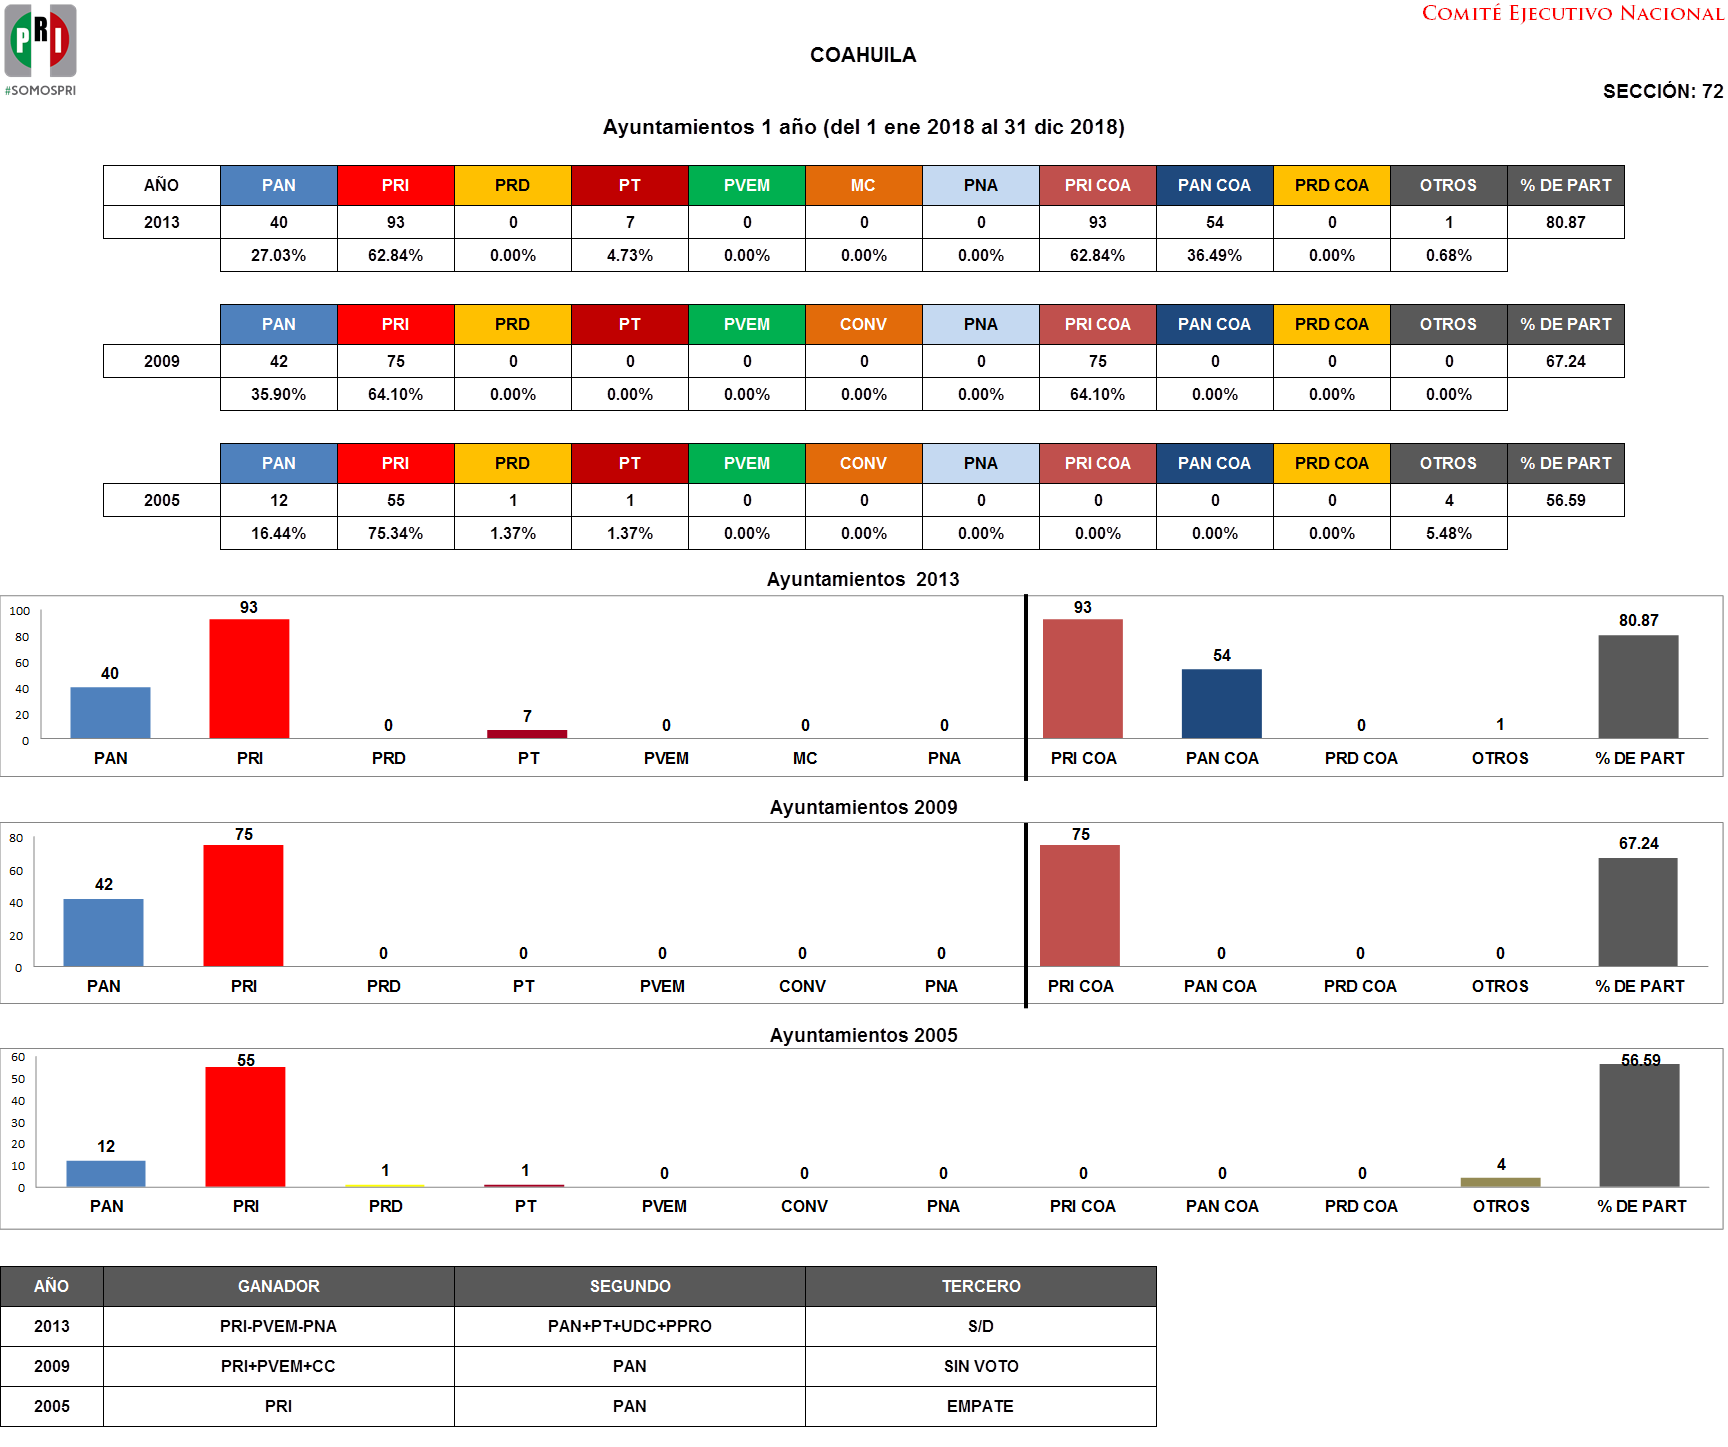 PRI
#SOMOSPRI
COMITÉ EJECUTIVO NACIONAL
COAHUILA
SECCIÓN: 72
Ayuntamientos 1 año (del 1 ene 2018 al 31 dic 2018)
AÑO PAN PRI PRD PT PVEM MC PNA PRI COA PAN COA PRD COA OTROS % DE PART
2013 40 93 0 7 0 0 0 93 54 0 1 80.87
27.03% 62.84% 0.00% 4.73% 0.00% 0.00% 0.00% 62.84% 36.49% 0.00% 0.68%
PAN PRI PRD PT PVEM CONV PNA PRI COA PAN COA PRD COA OTROS % DE PART
2009 42 75 0 0 0 0 0 75 0 0 0 67.24
35.90% 64.10% 0.00% 0.00% 0.00% 0.00% 0.00% 64.10% 0.00% 0.00% 0.00%
PAN PRI PRD PT PVEM CONV PNA PRI COA PAN COA PRD COA OTROS % DE PART
2005 12 55 1 1 0 0 0 0 0 0 4 56.59
16.44% 75.34% 1.37% 1.37% 0.00% 0.00% 0.00% 0.00% 0.00% 0.00% 5.48%
Ayuntamientos 2013
100
80
60
40
20
0
40 93 0 7 0 0 0 93 54 0 1 80.87
PAN PRI PRD PT PVEM MC PNA PRI COA PAN COA PRD COA OTROS % DE PART
Ayuntamientos 2009
80
60
40
20
0
42 75 0 0 0 0 0 75 0 0 0 67.24
PAN PRI PRD PT PVEM CONV PNA PRI COA PAN COA PRD COA OTROS % DE PART
Ayuntamientos 2005
60
50
40
30
20
10
0
12 55 1 1 0 0 0 0 0 0 4 56.59
PAN PRI PRD PT PVEM CONV PNA PRI COA PAN COA PRD COA OTROS % DE PART
AÑO GANADOR SEGUNDO TERCERO
2013 PRI-PVEM-PNA PAN+PT+UDC+PPRO S/D
2009 PRI+PVEM+CC PAN SIN VOTO
2005 PRI PAN EMPATE